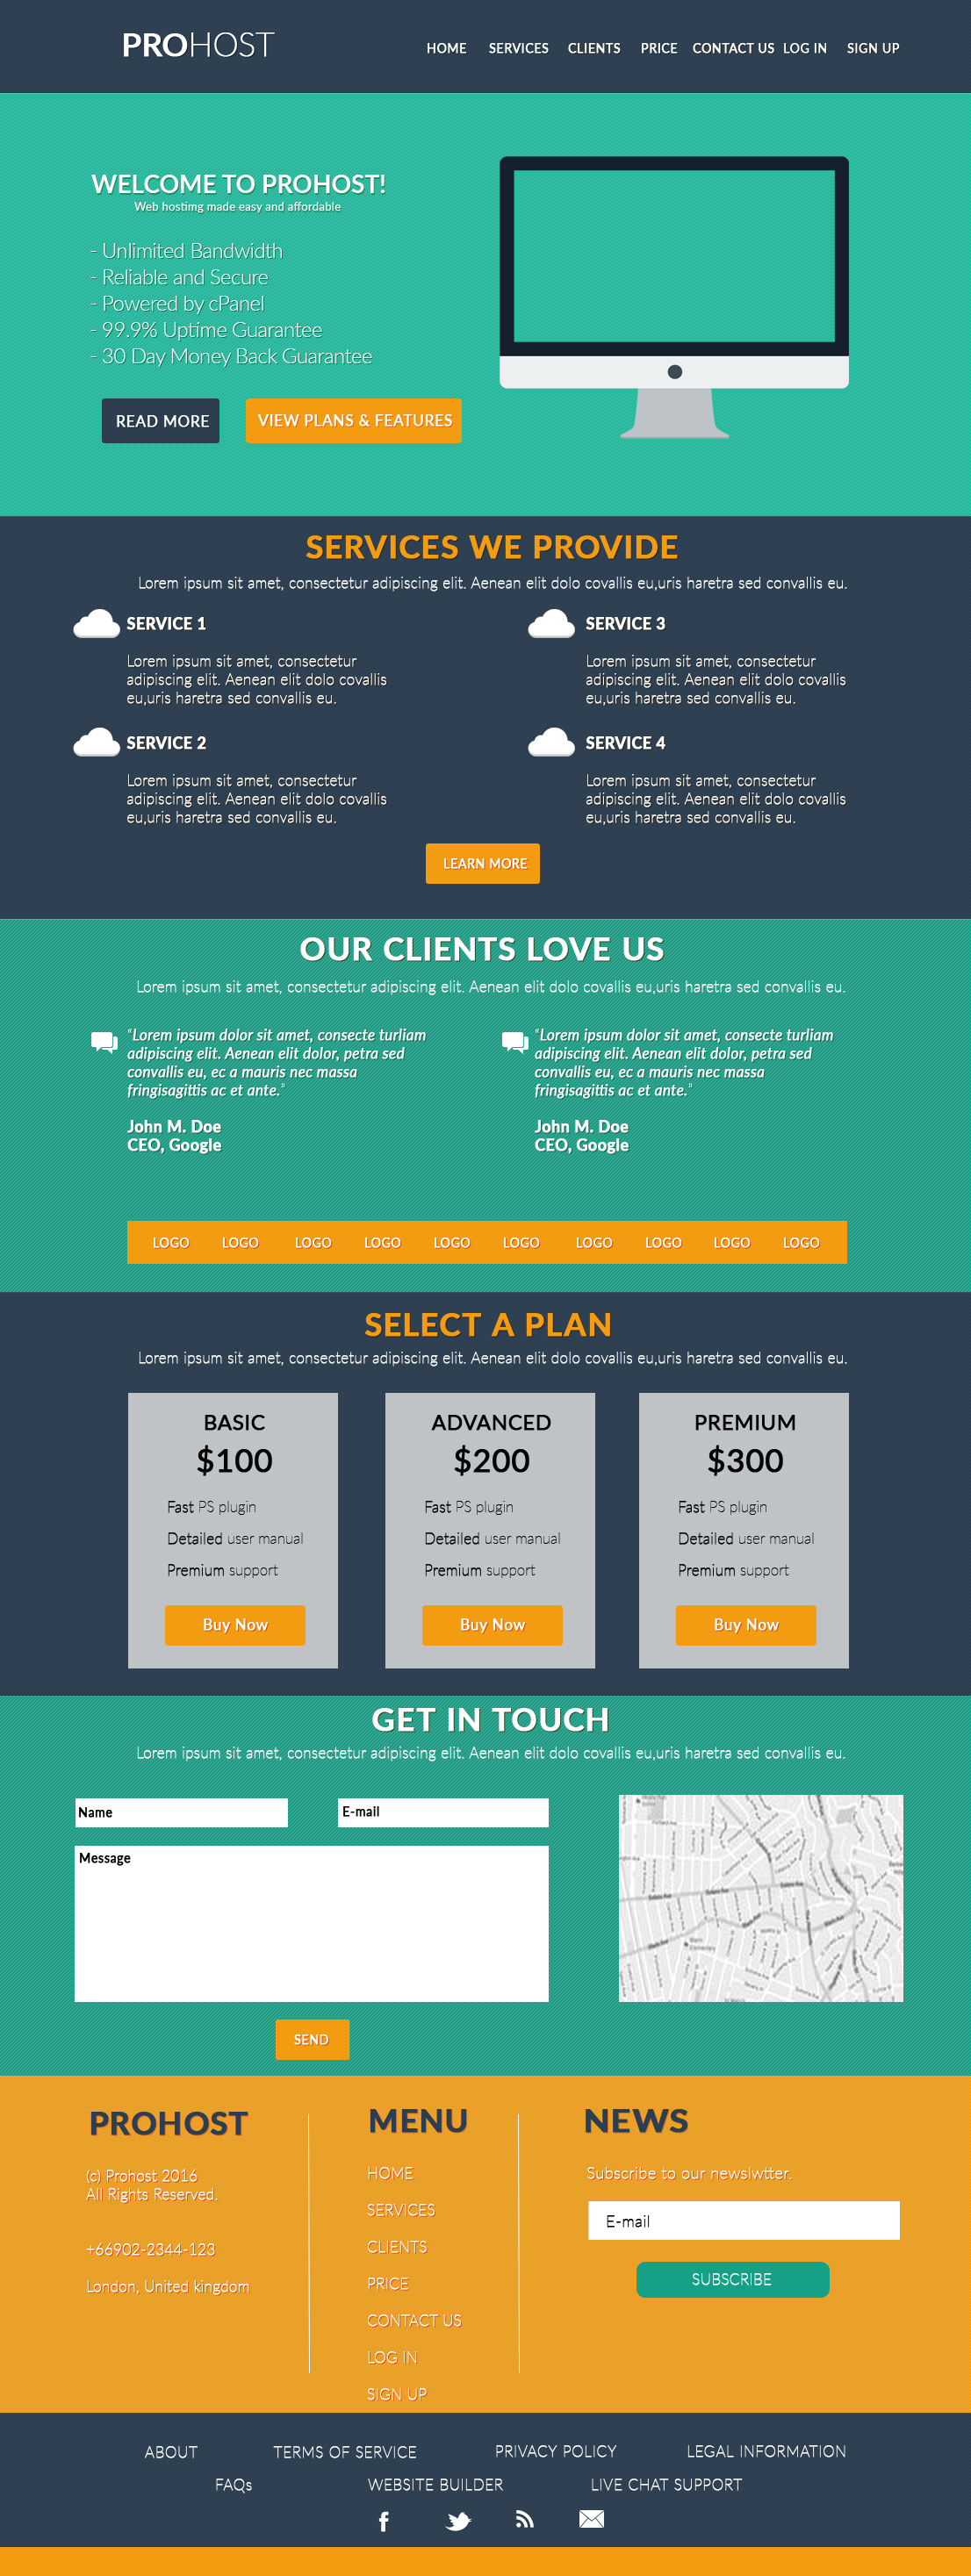 PROHOST
HOME SERVICES CLIENTS PRICE CONTACT US LOG IN SIGN UP
WELCOME TO PROHOST!
Web hostimg made easy and affordable
- Unlimited Bandwidth
- Reliable and Secure
- Powered by cPanel
- 99.9% Uptime Guarantee
- 30 Day Money Back Guarantee
READ MORE
VIEW PLANS & FEATURES
SERVICES WE PROVIDE
Lorem ipsum sit amet, consectetur adipiscing elit. Aenean elit dolo covallis eu,uris haretra sed convallis eu.
SERVICE 1
Lorem ipsum sit amet, consectetur
adipiscing elit. Aenean elit dolo covallis
eu,uris haretra sed convallis eu.
SERVICE 3
Lorem ipsum sit amet, consectetur
adipiscing elit. Aenean elit dolo covallis
eu,uris haretra sed convallis eu.
SERVICE 2
Lorem ipsum sit amet, consectetur
adipiscing elit. Aenean elit dolo covallis
eu,uris haretra sed convallis eu.
SERVICE 4
Lorem ipsum sit amet, consectetur
adipiscing elit. Aenean elit dolo covallis
eu,uris haretra sed convallis eu.
LEARN MORE
OUR CLIENTS LOVE US
Lorem ipsum sit amet, consectetur adipiscing elit. Aenean elit dolo covallis eu,uris haretra sed convallis eu.
"Lorem ipsum dolor sit amet, consecte turliam
adipiscing elit. Aenean elit dolor, petra sed
convallis eu, ec a mauris nec massa
fringisagittis ac et ante."
John M. Doe
CEO, Google
"Lorem ipsum dolor sit amet, consecte turliam
adipiscing elit. Aenean elit dolor, petra sed
convallis eu, ec a mauris nec massa
fringisagittis ac et ante."
John M. Doe
CEO, Google
LOGO LOGO LOGO LOGO LOGO LOGO LOGO LOGO LOGO LOGO
SELECT A PLAN
Lorem ipsum sit amet, consectetur adipiscing elit. Aenean elit dolo covallis eu,uris haretra sed convallis eu.
BASIC
$100
Fast PS plugin
Detailed user manual
Premium support
Buy Now
ADVANCED
$200
Fast PS plugin
Detailed user manual
Premium support
Buy Now
PREMIUM
$300
Fast PS plugin
Detailed user manual
Premium support
Buy Now
GET IN TOUCH
Lorem ipsum sit amet, consectetur adipiscing elit. Aenean elit dolo covallis eu,uris haretra sed convallis eu.
Name
E-mail
Message
SEND
PROHOST
(c) Prohost 2016
All Rights Reserved.
+66902-2344-123
London, United kingdom
MENU
HOME
SERVICES
CLIENTS
PRICE
CONTACT US
LOG IN
SIGN UP
NEWS
Subscribe to our newslwtter.
E-mail
SUBSCRIBE
ABOUT TERMS OF SERVICE PRIVACY POLICY LEGAL INFORMATION
FAQs WEBSITE BUILDER LIVE CHAT SUPPORT